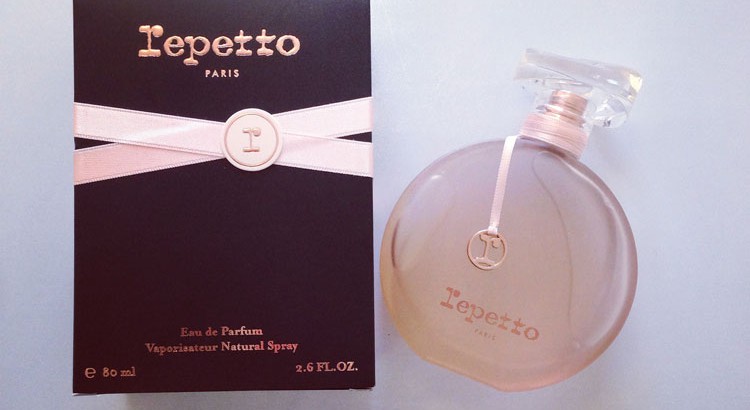 repetto
PARIS
r
Eau de Parfum
Vaporisateur Natural Spray
e 80 ml 2.6 FL.OZ.
r
repetto
PARIS